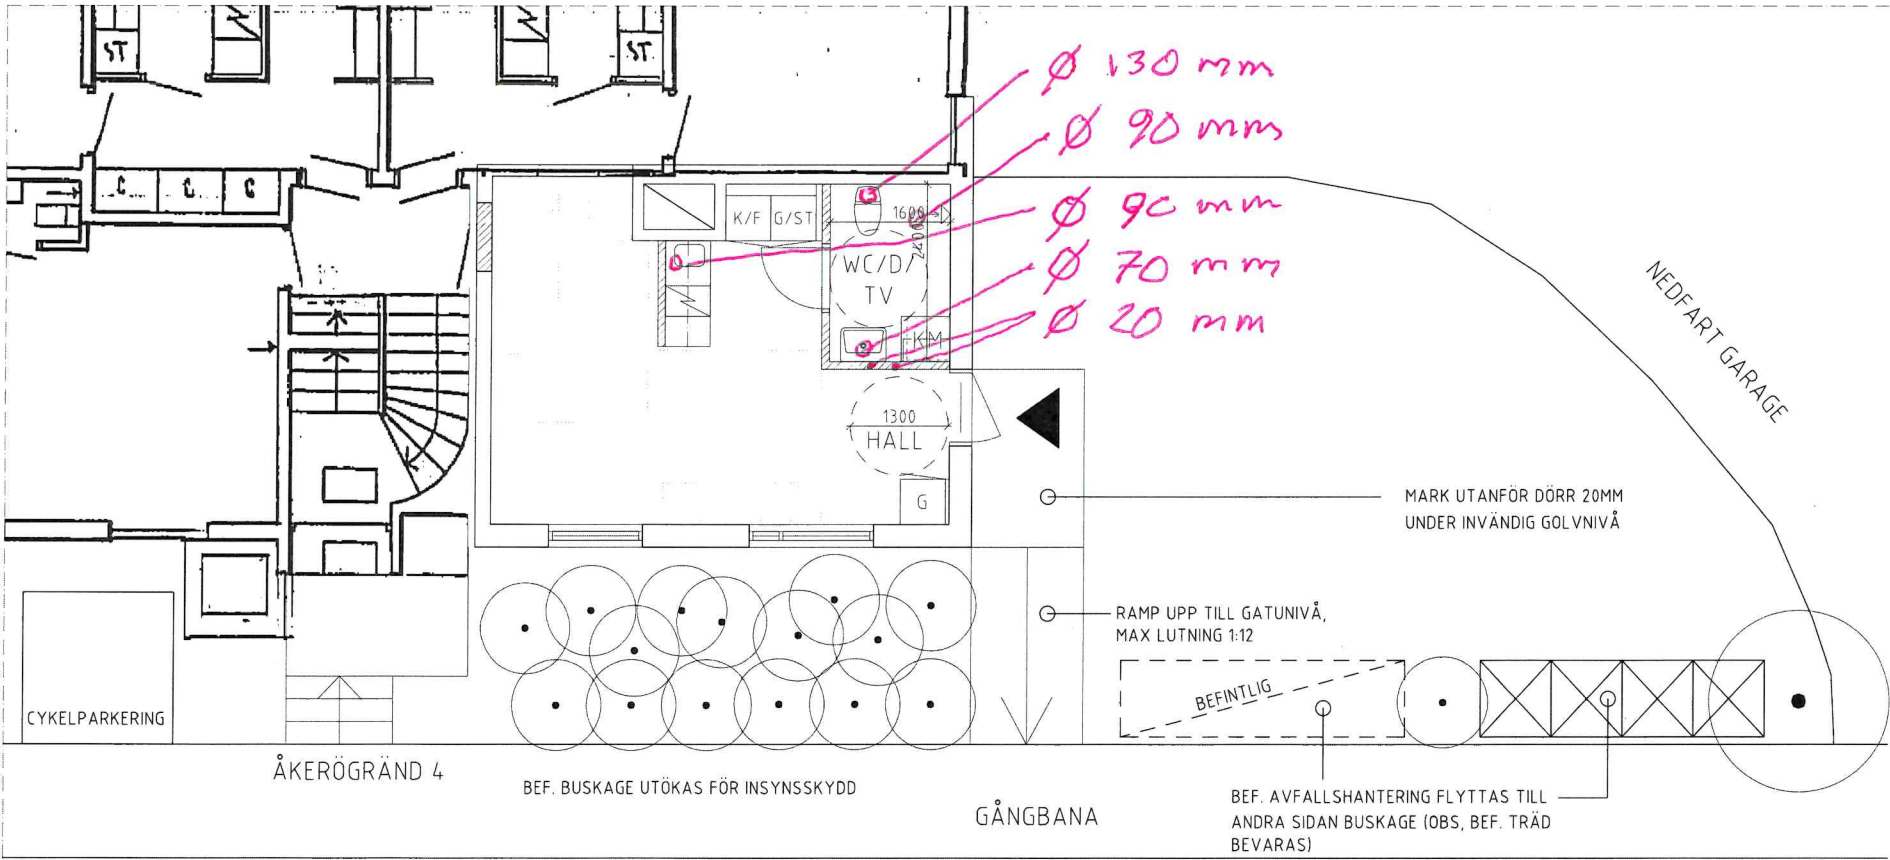 ST
ST
Ø 130 mm
Ø 90 mm
C C C
K/F G/ST
1600
2400
Ø 90 mm
WC/D/
TV
Ø 70 mm
Ø 20 mm
KM
NEDFART GARAGE
1300
HALL
G
MARK UTANFÖR DÖRR 20MM
UNDER INVÄNDIG GOLVNIVÅ
RAMP UPP TILL GATUNIVÅ,
MAX LUTNING 1:12
BEFINTLIG
CYKELPARKERING
ÅKERÖGRÄND 4
BEF. BUSKAGE UTÖKAS FÖR INSYNSSKYDD
GÅNGBANA
BEF. AVFALLSHANTERING FLYTTAS TILL
ANDRA SIDAN BUSKAGE (OBS, BEF. TRÄD
BEVARAS)